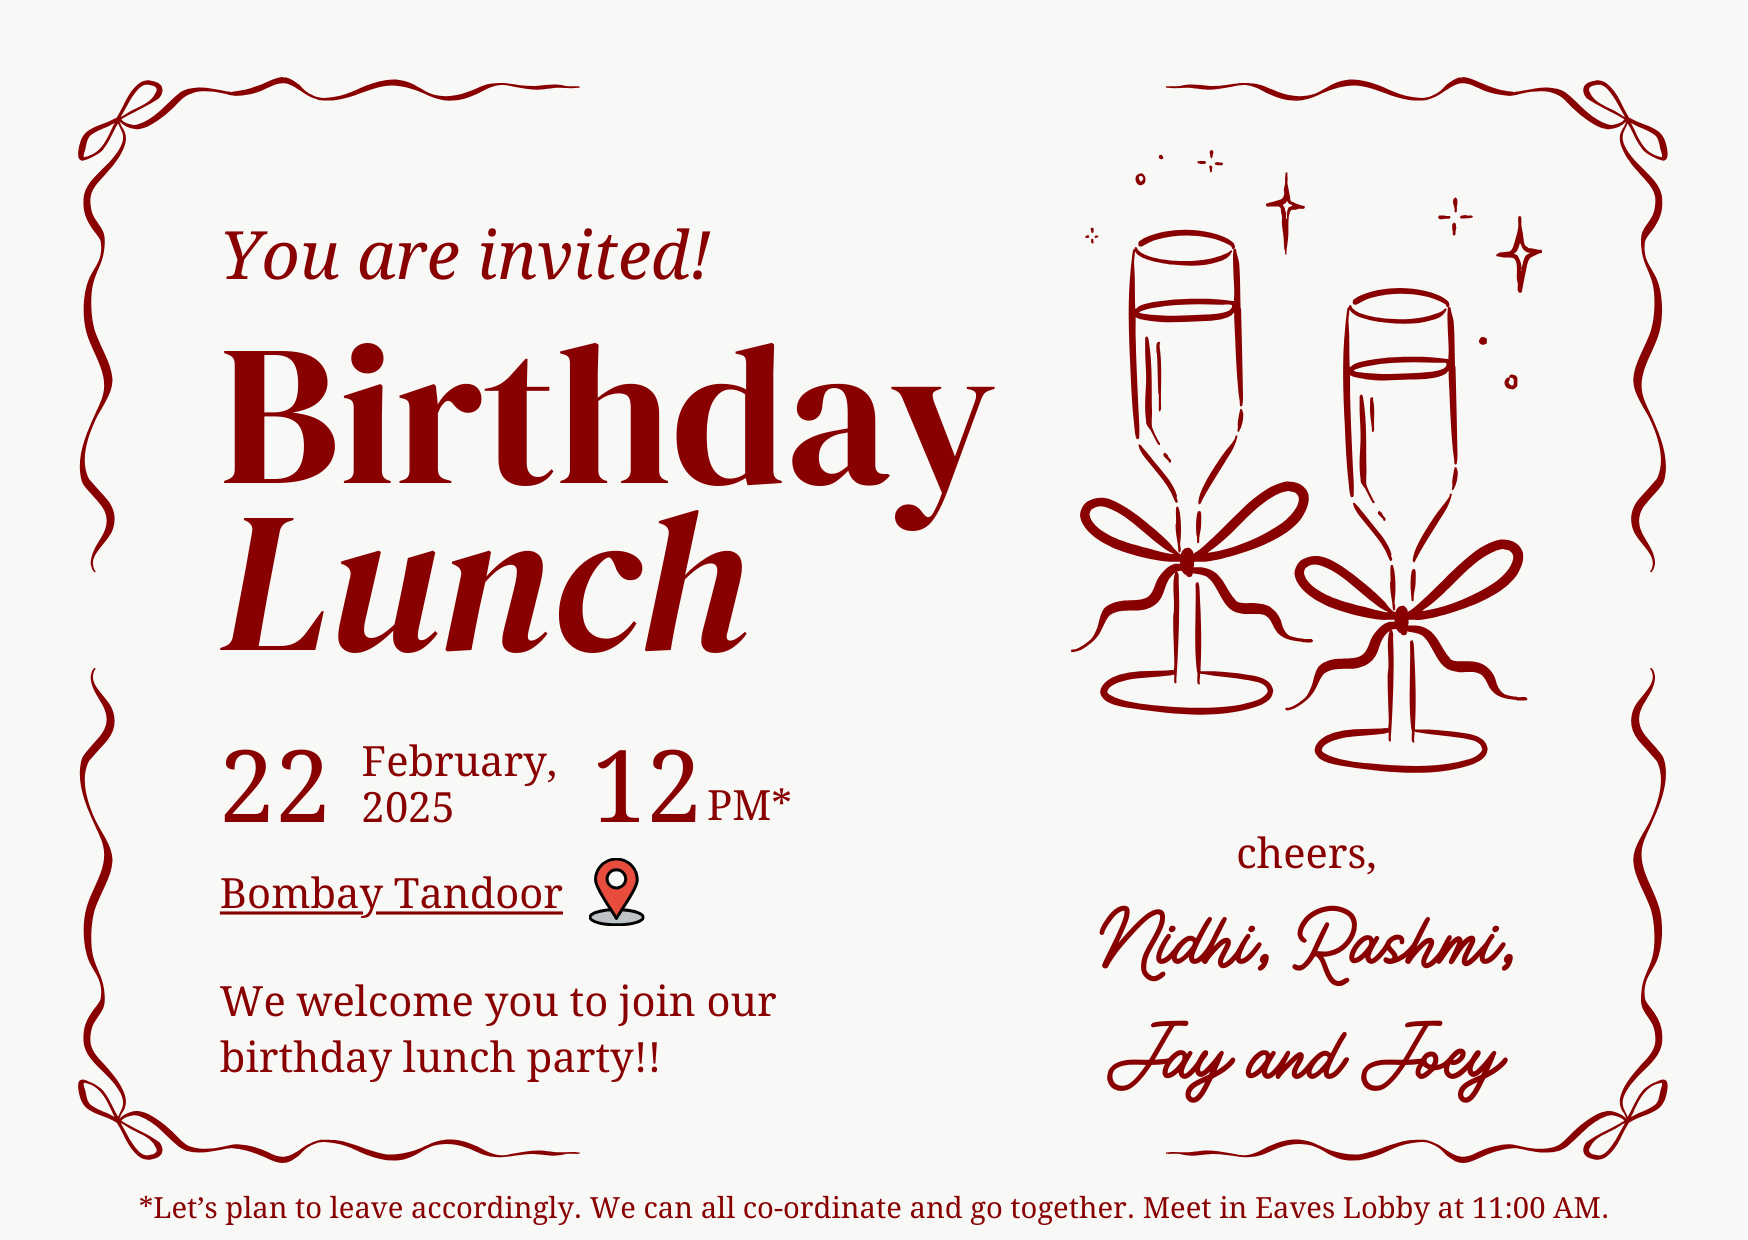 You are invited!
Birthday
Lunch
22 February, 2025 12 PM*
Bombay Tandoor
We welcome you to join our
birthday lunch party!!
cheers,
Nidhi, Rashmi,
Jay and Joey
*Let’s plan to leave accordingly. We can all co-ordinate and go together. Meet in Eaves Lobby at 11:00 AM.